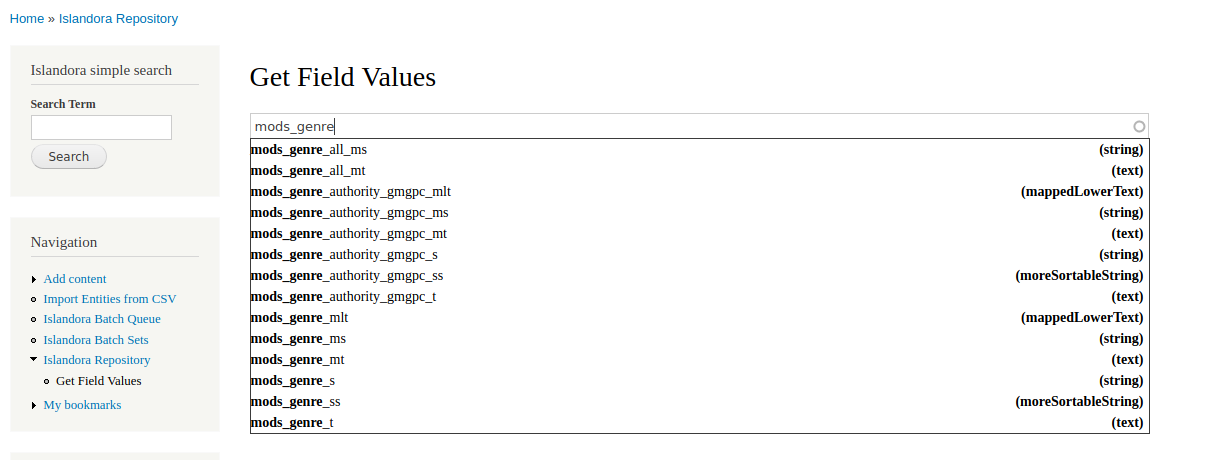 Home » Islandora Repository
Islandora simple search
Search Term
Search
Navigation
Add content
Import Entities from CSV
Islandora Batch Queue
Islandora Batch Sets
Islandora Repository
Get Field Values
My bookmarks
Get Field Values
mods_genre
mods_genre_all_ms (string)
mods_genre_all_mt (text)
mods_genre_authority_gmgpc_mlt (mappedLowerText)
mods_genre_authority_gmgpc_ms (string)
mods_genre_authority_gmgpc_mt (text)
mods_genre_authority_gmgpc_s (string)
mods_genre_authority_gmgpc_ss (moreSortableString)
mods_genre_authority_gmgpc_t (text)
mods_genre_mlt (mappedLowerText)
mods_genre_ms (string)
mods_genre_mt (text)
mods_genre_s (string)
mods_genre_ss (moreSortableString)
mods_genre_t (text)